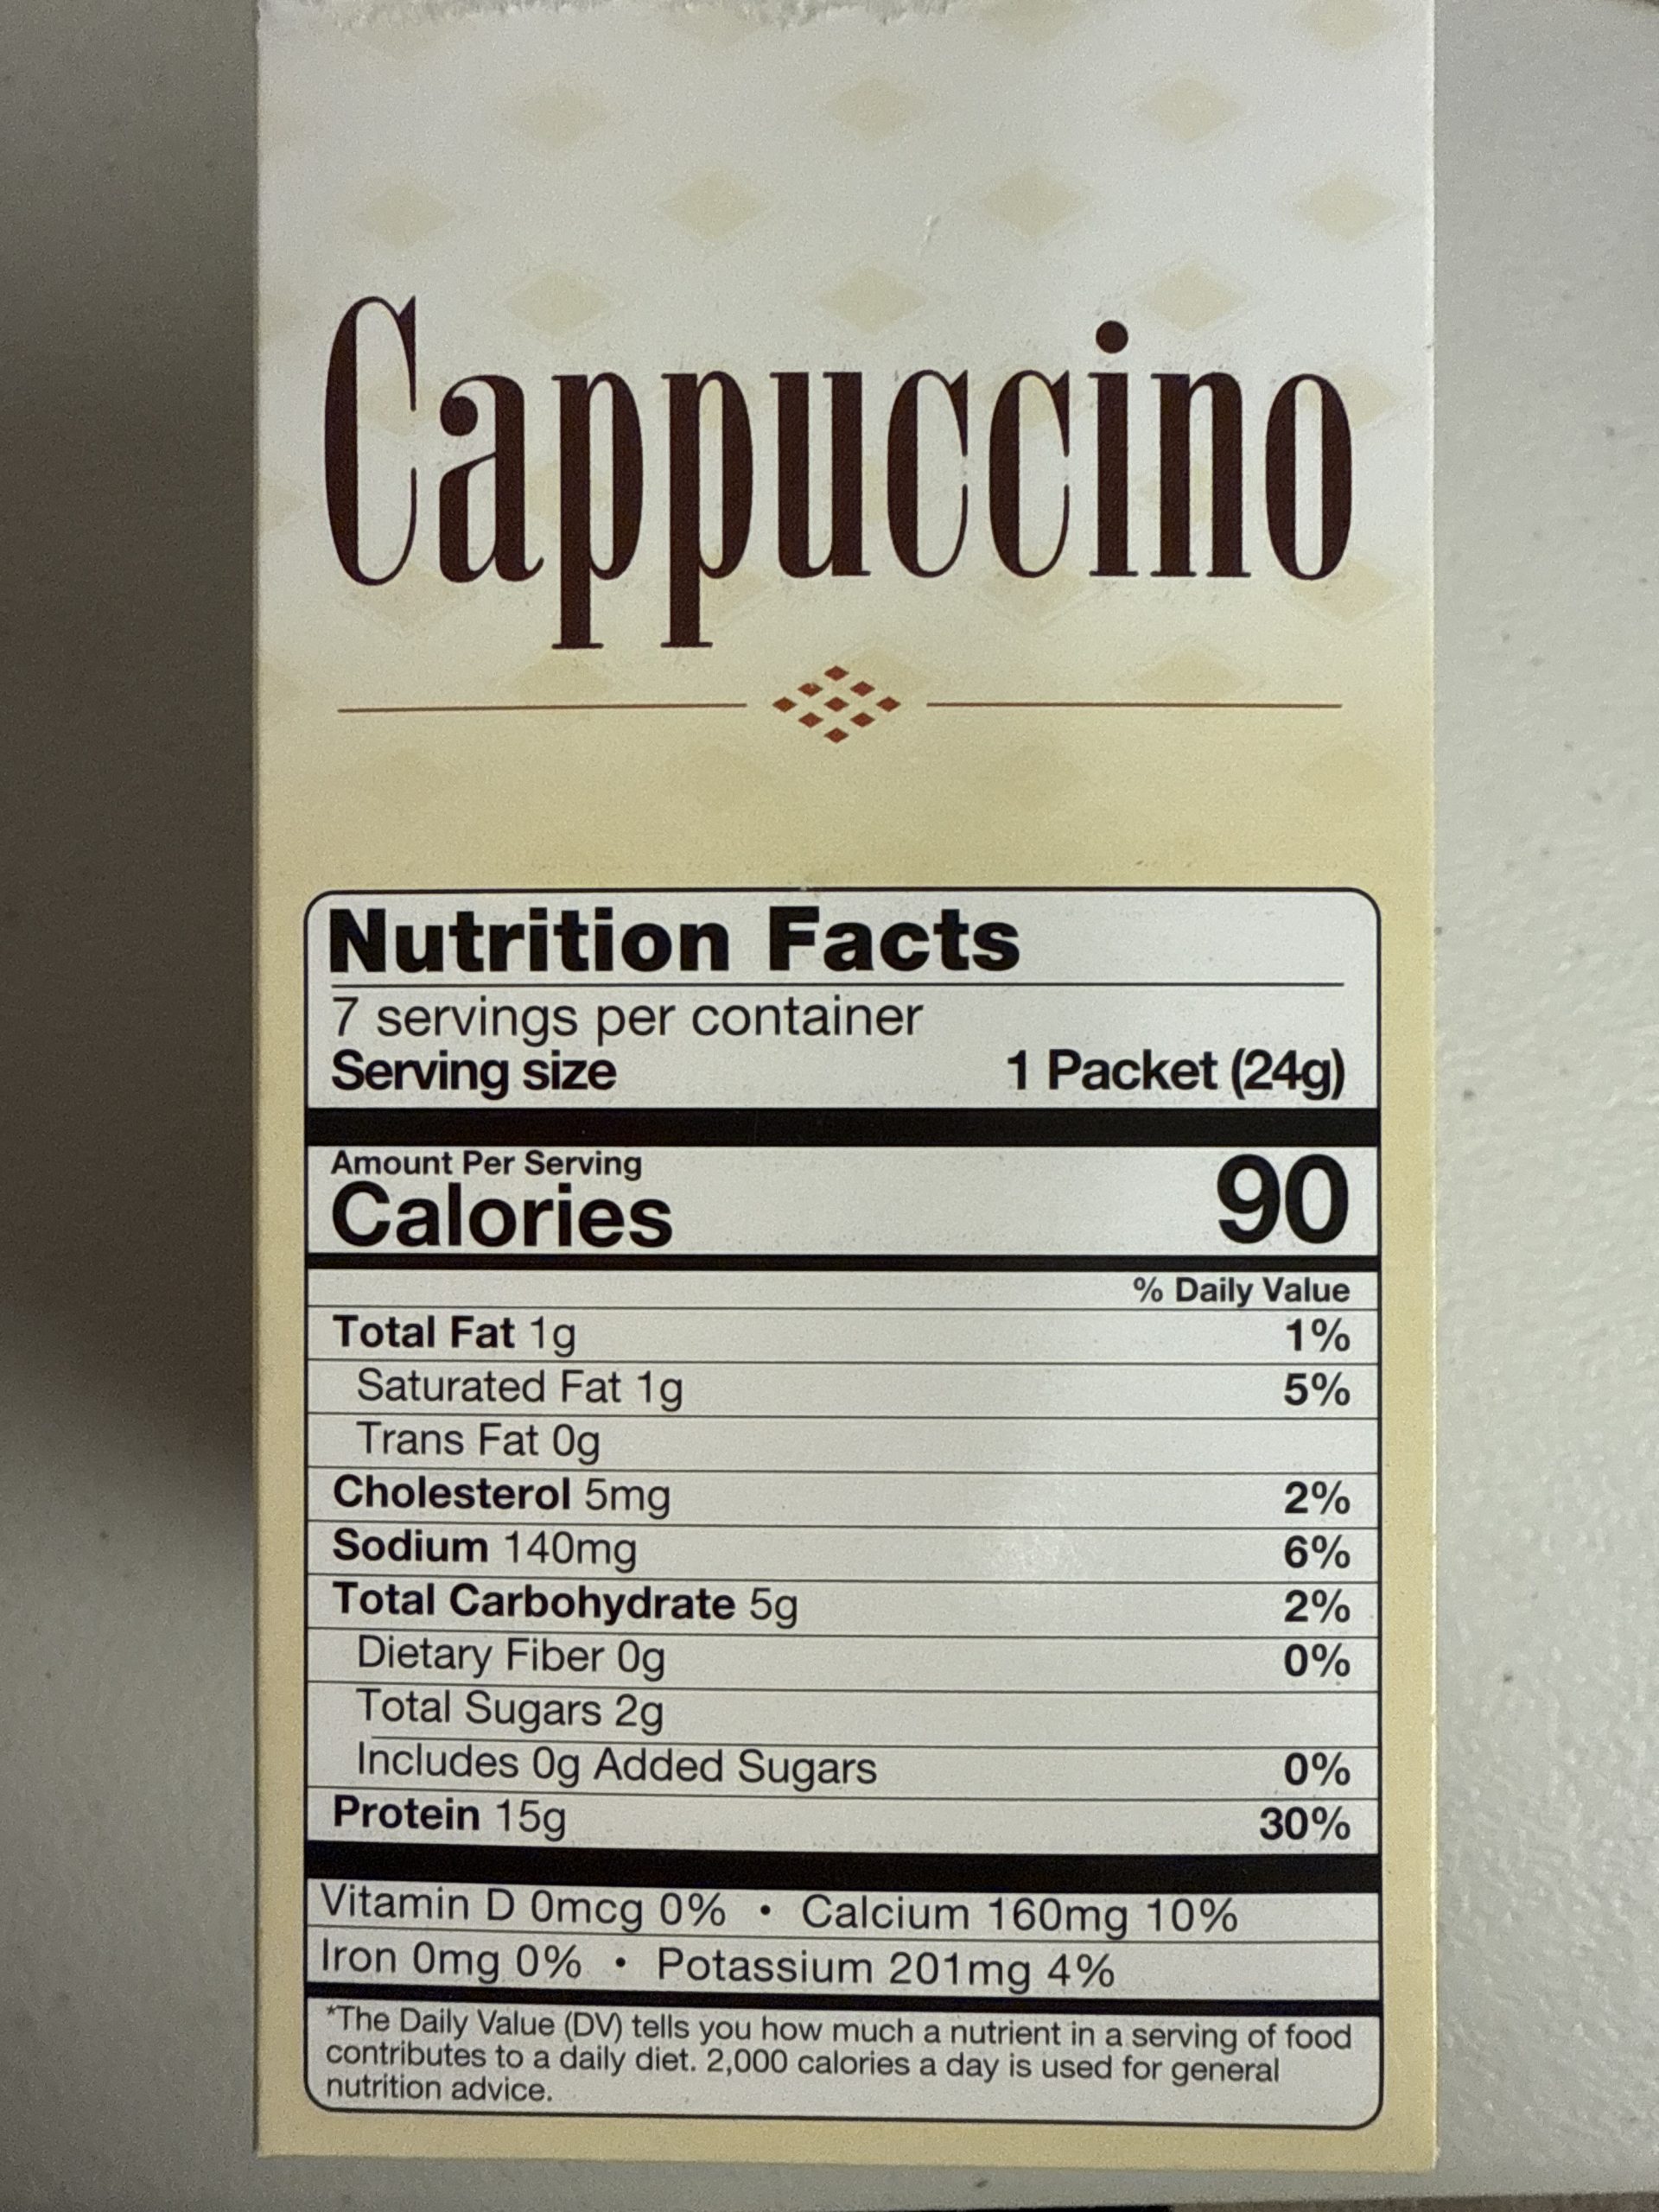 Cappuccino
Nutrition Facts
7 servings per container
Serving size 1 Packet (24g)
Amount Per Serving
Calories 90
% Daily Value
Total Fat 1g 1%
Saturated Fat 1g 5%
Trans Fat 0g
Cholesterol 5mg 2%
Sodium 140mg 6%
Total Carbohydrate 5g 2%
Dietary Fiber 0g 0%
Total Sugars 2g
Includes 0g Added Sugars 0%
Protein 15g 30%
Vitamin D 0mcg 0% • Calcium 160mg 10%
Iron 0mg 0% • Potassium 201mg 4%
*The Daily Value (DV) tells you how much a nutrient in a serving of food
contributes to a daily diet. 2,000 calories a day is used for general
nutrition advice.